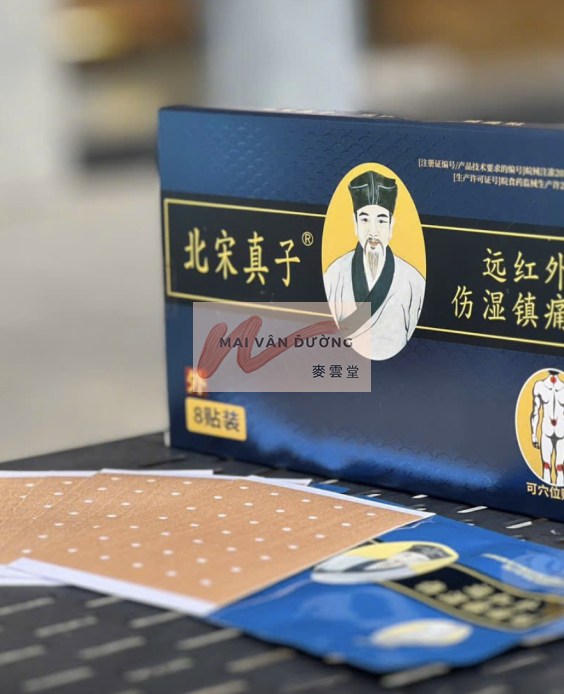 [注册证编号/产品技术要求的编号]皖械注准20
[生产许可证号]皖食药监械生产许2
北宋真子®
远红外
伤湿镇痛
MAI VÂN ĐƯỜNG
麥雲堂
外
8贴装
可穴位贴